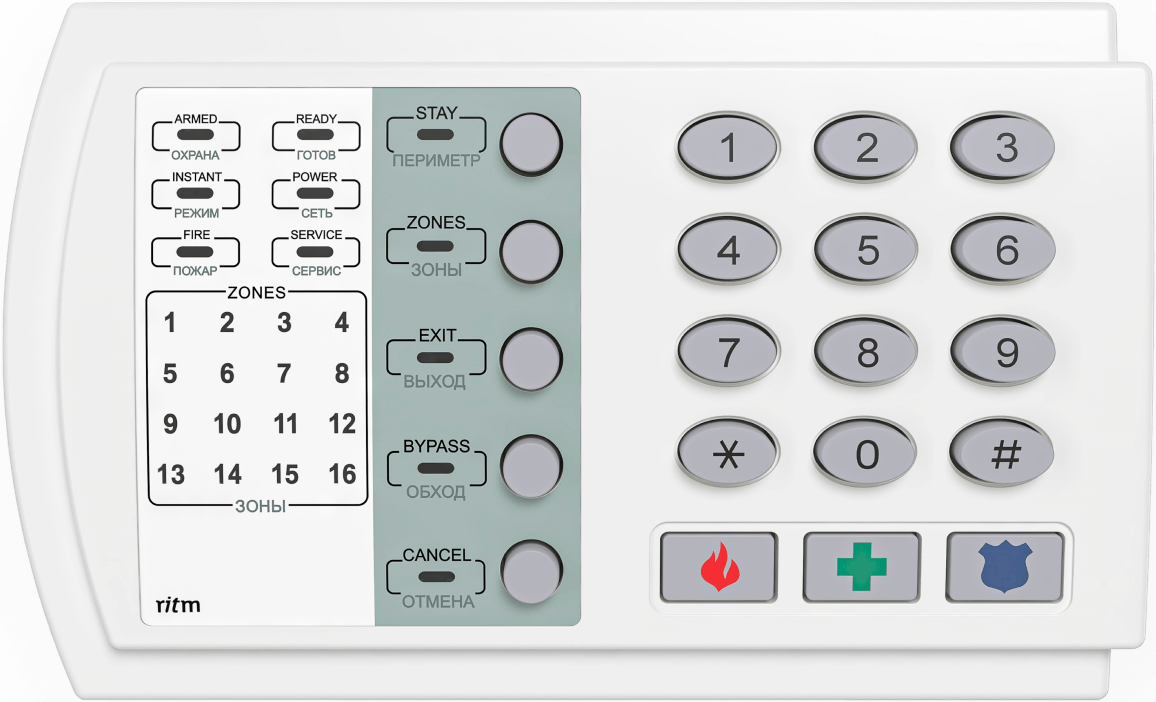 ARMED
ОХРАНА
READY
ГОТОВ
INSTANT
РЕЖИМ
POWER
СЕТЬ
FIRE
ПОЖАР
SERVICE
СЕРВИС
ZONES
1 2 3 4
5 6 7 8
9 10 11 12
13 14 15 16
ЗОНЫ
ritm
STAY
ПЕРИМЕТР
ZONES
ЗОНЫ
EXIT
ВЫХОД
BYPASS
ОБХОД
CANCEL
ОТМЕНА
1 2 3
4 5 6
7 8 9
* 0 #